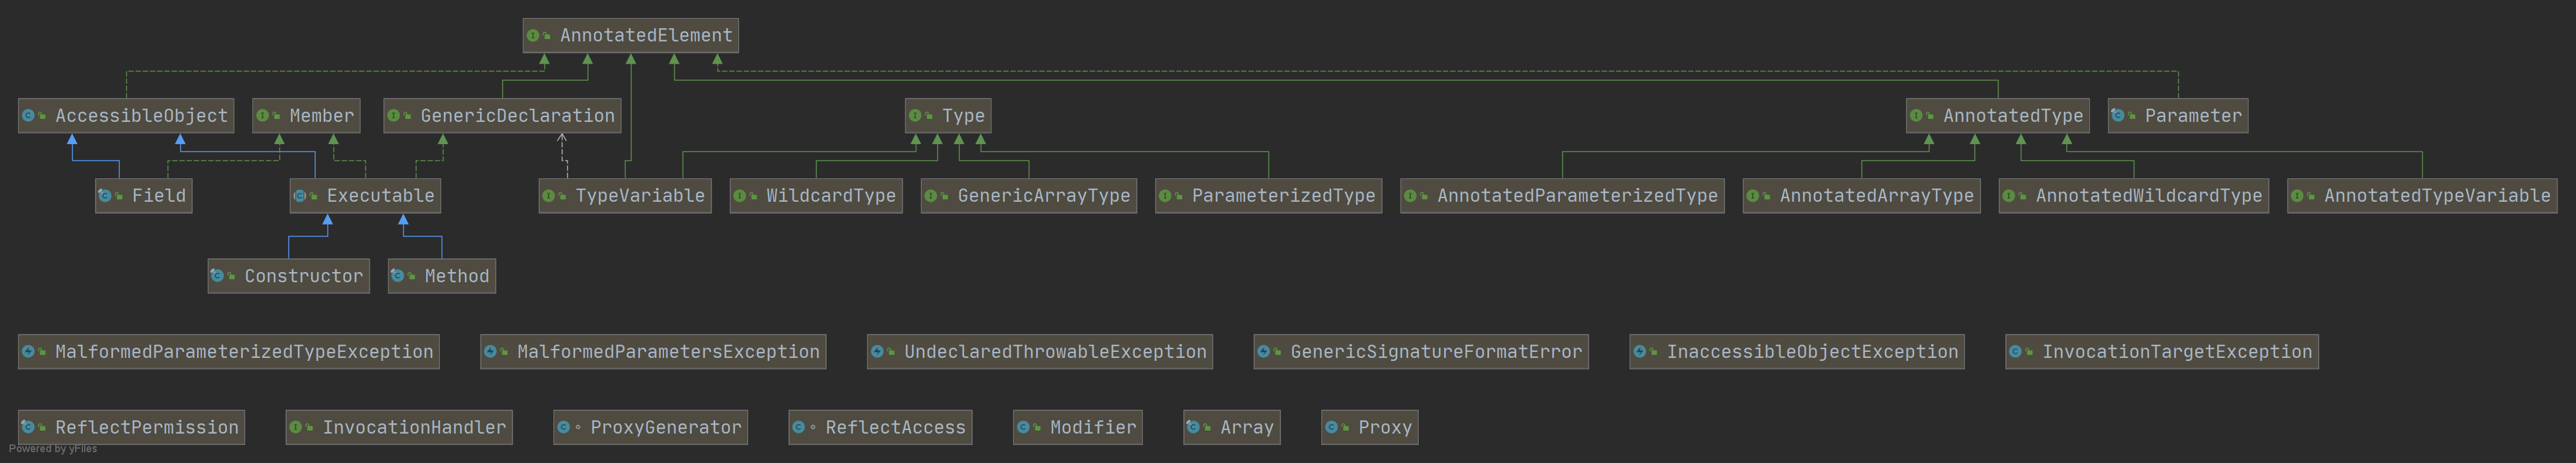 AnnotatedElement
AccessibleObject
Member
GenericDeclaration
Type
AnnotatedType
Parameter
Field
Executable
TypeVariable
WildcardType
GenericArrayType
ParameterizedType
AnnotatedParameterizedType
AnnotatedArrayType
AnnotatedWildcardType
AnnotatedTypeVariable
Constructor
Method
MalformedParameterizedTypeException
MalformedParametersException
UndeclaredThrowableException
GenericSignatureFormatError
InaccessibleObjectException
InvocationTargetException
ReflectPermission
InvocationHandler
ProxyGenerator
ReflectAccess
Modifier
Array
Proxy
Powered by yFiles